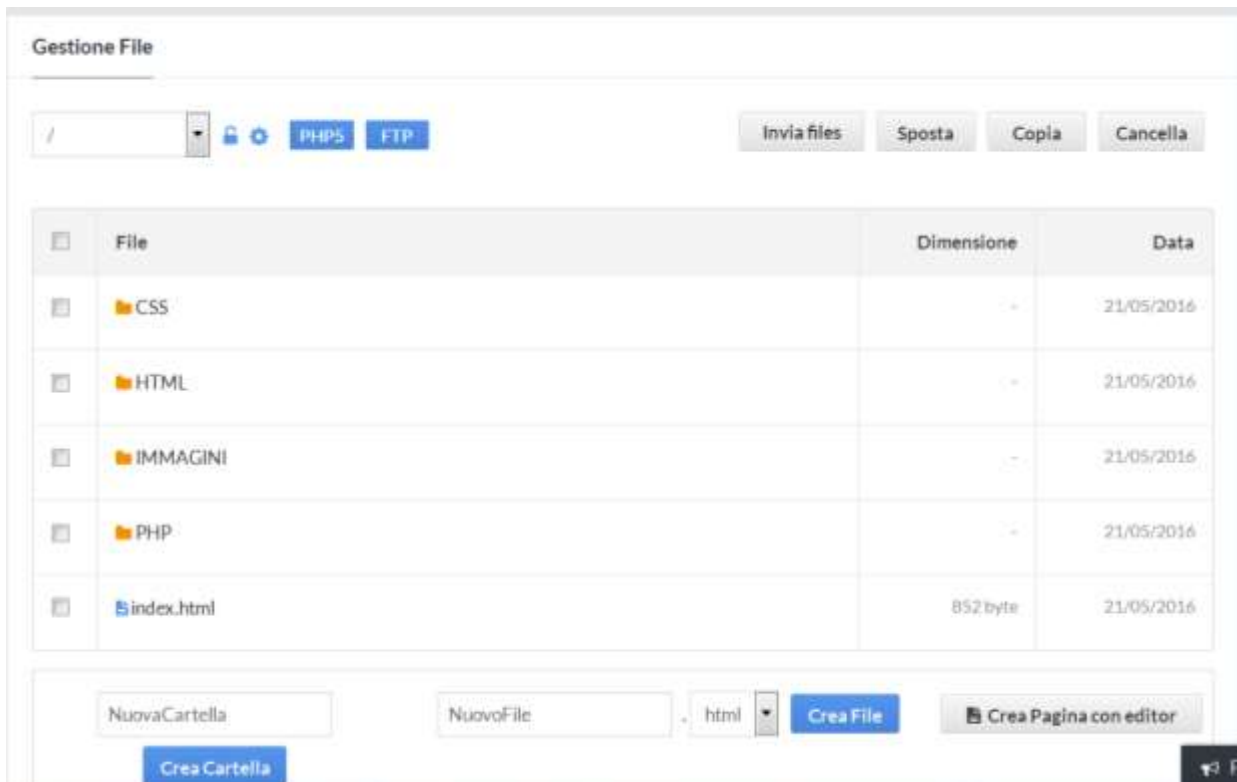 Gestione File
/ PHP5 FTP Invia files Sposta Copia Cancella
File Dimensione Data
CSS - 21/05/2016
HTML - 21/05/2016
IMMAGINI - 21/05/2016
PHP - 21/05/2016
index.html 852 byte 21/05/2016
NuovaCartella NuovoFile . html Crea File Crea Pagina con editor
Crea Cartella